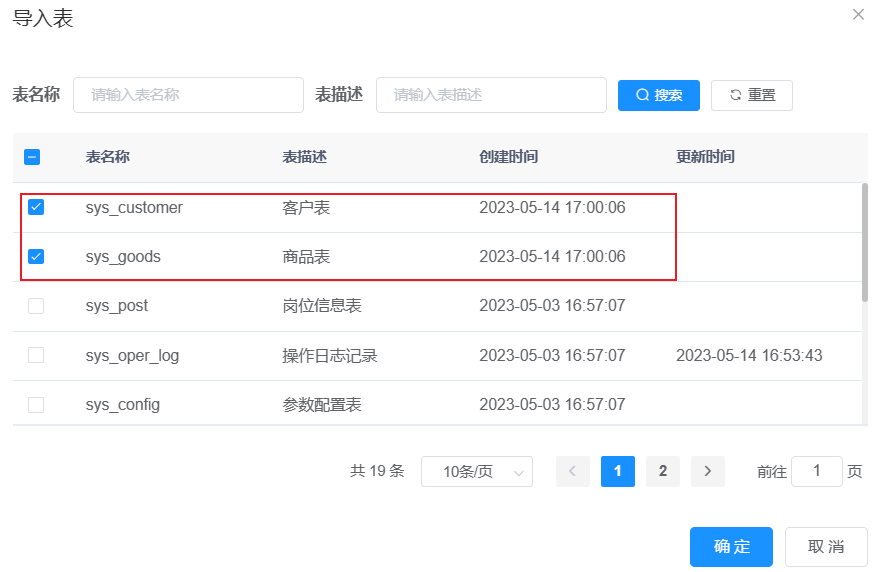 导入表
表名称 请输入表名称 表描述 请输入表描述 搜索 重置
表名称 表描述 创建时间 更新时间
sys_customer 客户表 2023-05-14 17:00:06
sys_goods 商品表 2023-05-14 17:00:06
sys_post 岗位信息表 2023-05-03 16:57:07
sys_oper_log 操作日志记录 2023-05-03 16:57:07 2023-05-14 16:53:43
sys_config 参数配置表 2023-05-03 16:57:07
共 19 条 10条/页 1 2 前往 1 页
确 定 取 消